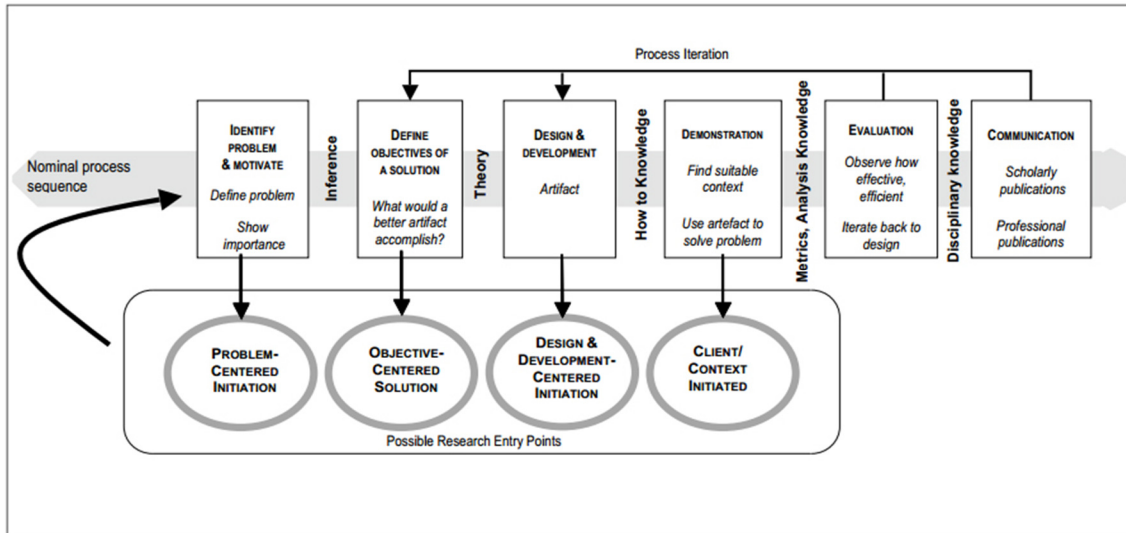 Process Iteration
Nominal process
sequence
IDENTIFY
PROBLEM
& MOTIVATE
Define problem
Show
importance
Inference
DEFINE
OBJECTIVES OF
A SOLUTION
What would a
better artifact
accomplish?
Theory
DESIGN &
DEVELOPMENT
Artifact
How to Knowledge
DEMONSTRATION
Find suitable
context
Use artefact to
solve problem
Metrics, Analysis Knowledge
EVALUATION
Observe how
effective,
efficient
Iterate back to
design
Disciplinary knowledge
COMMUNICATION
Scholarly
publications
Professional
publications
PROBLEM-
CENTERED
INITIATION
OBJECTIVE-
CENTERED
SOLUTION
DESIGN &
DEVELOPMENT-
CENTERED
INITIATION
CLIENT/
CONTEXT
INITIATED
Possible Research Entry Points